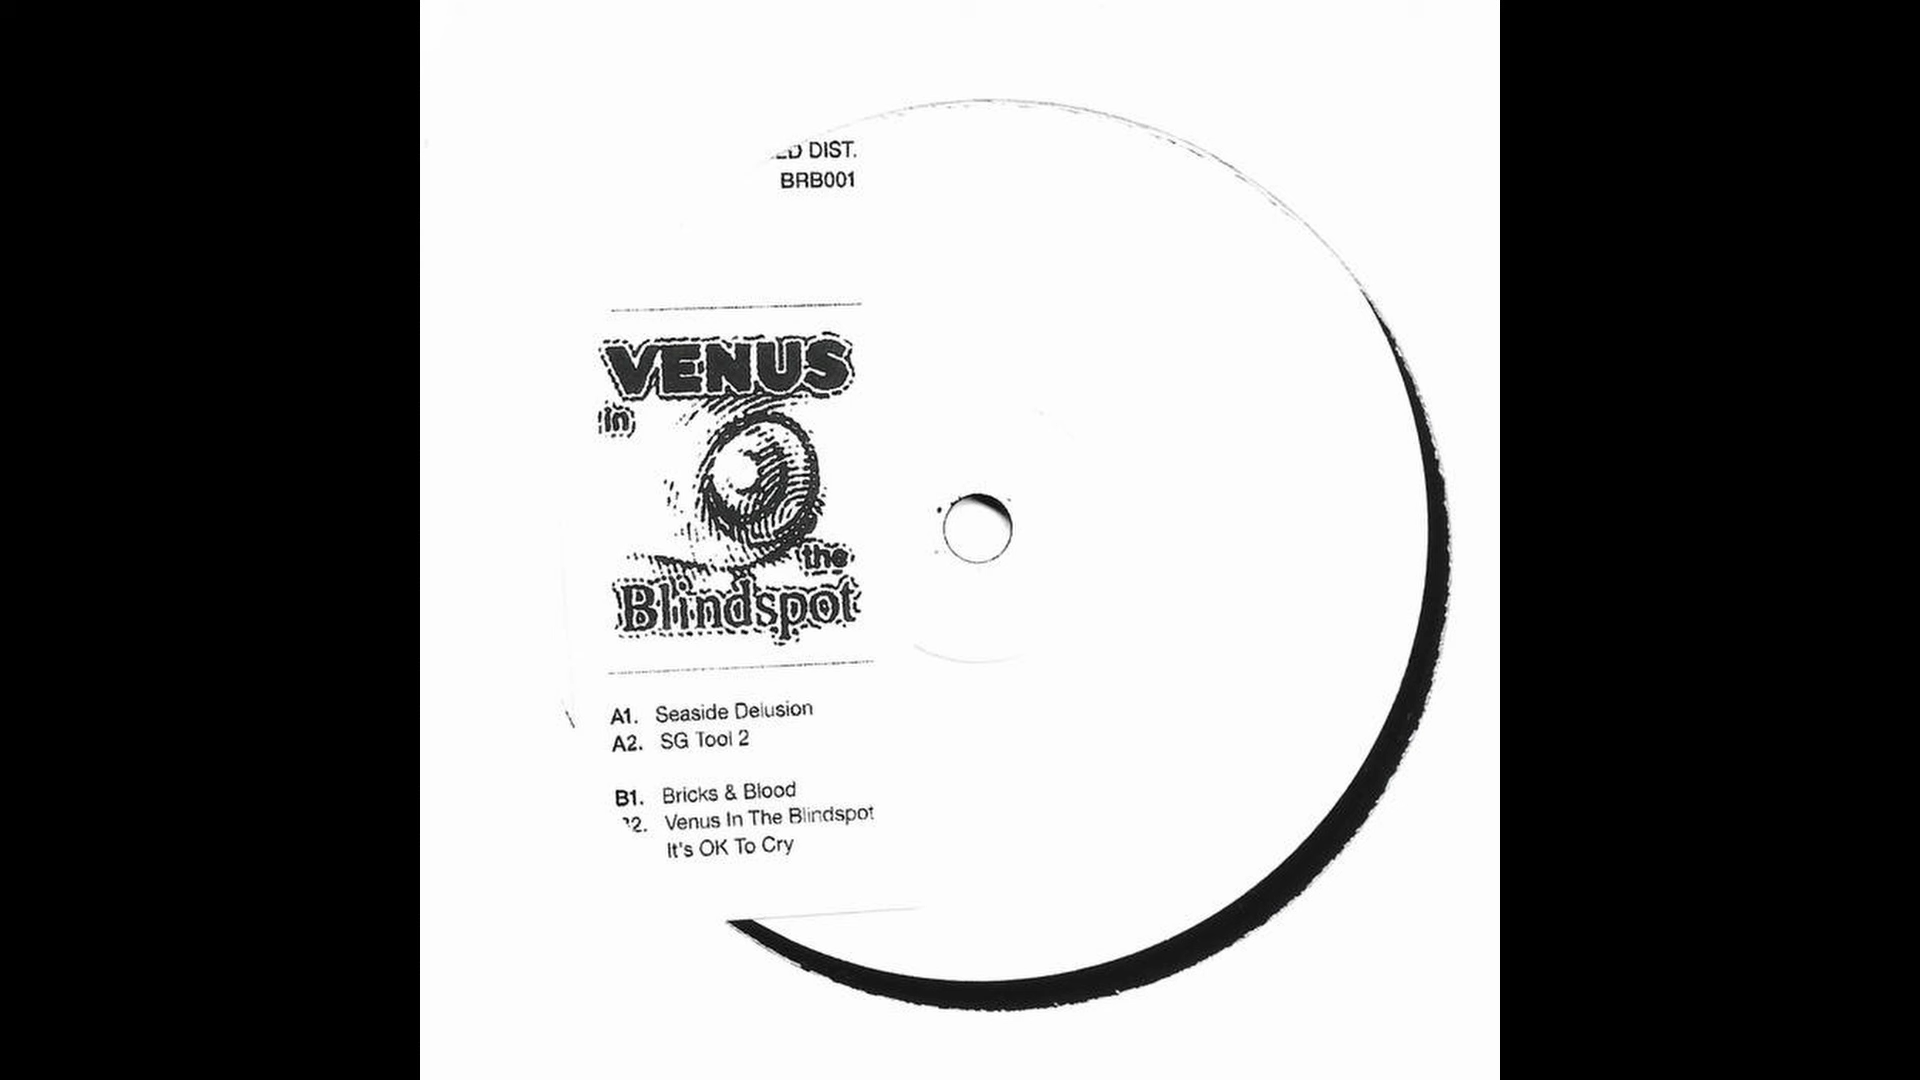 DIST.
BRB001
VENUS
in
the
Blindspot
A1. Seaside Delusion
A2. SG Tool 2
B1. Bricks & Blood
2. Venus In The Blindspot
It's OK To Cry